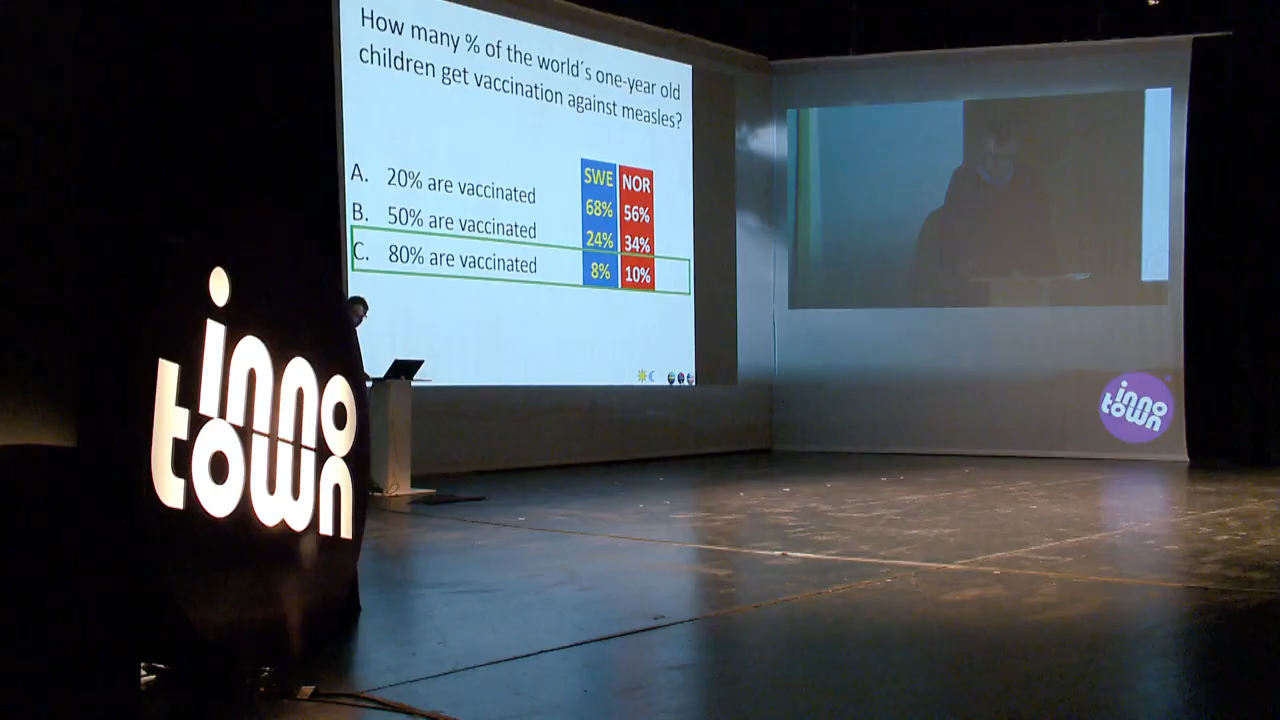 How many % of the world´s one-year old
children get vaccination against measles?
SWE NOR
A. 20% are vaccinated 68% 56%
B. 50% are vaccinated 24% 34%
C. 80% are vaccinated 8% 10%
inno
town
inno
town